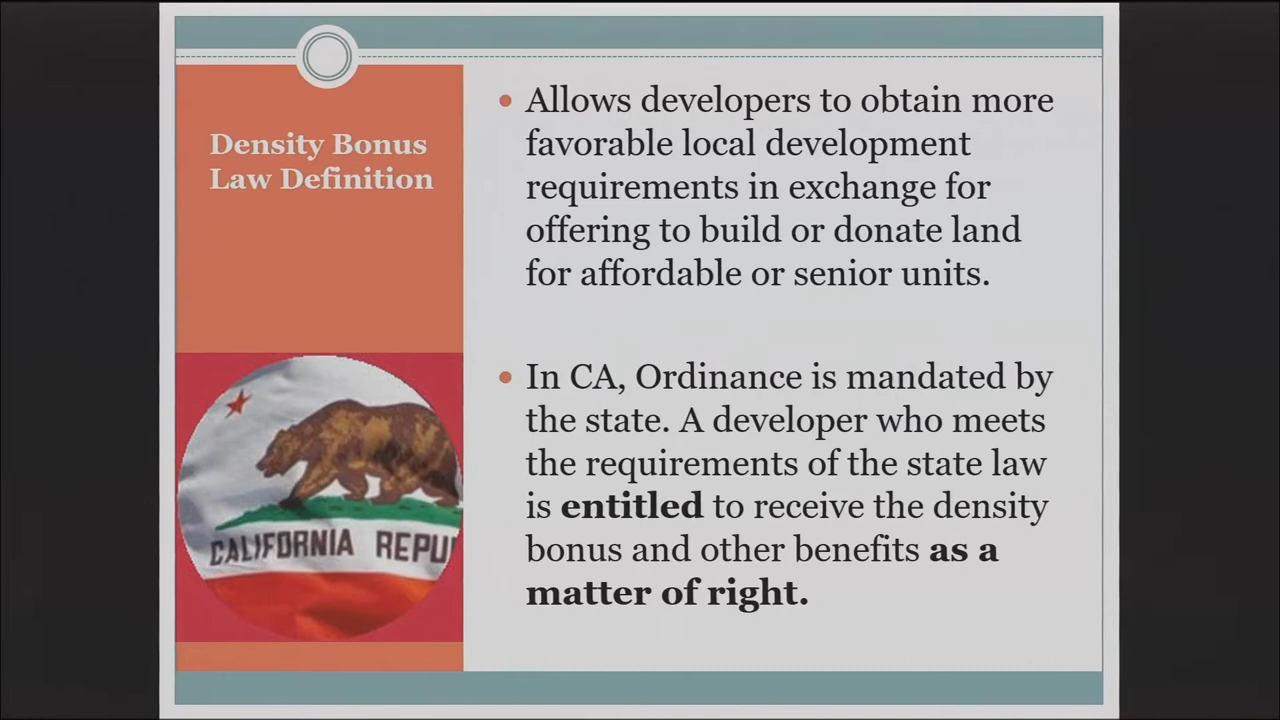 Density Bonus
Law Definition
• Allows developers to obtain more
favorable local development
requirements in exchange for
offering to build or donate land
for affordable or senior units.
• In CA, Ordinance is mandated by
the state. A developer who meets
the requirements of the state law
is entitled to receive the density
bonus and other benefits as a
matter of right.
CALIFORNIA REPU